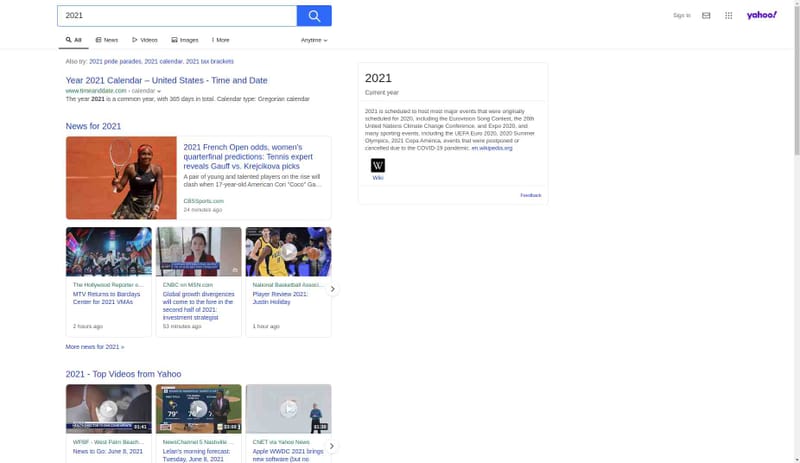 2021
Sign in
yahoo!
All
News
Videos
Images
More
Anytime
Also try: 2021 pride parades, 2021 calendar, 2021 tax brackets
Year 2021 Calendar – United States - Time and Date
www.timeanddate.com › calendar
The year 2021 is a common year, with 365 days in total. Calendar type: Gregorian calendar
News for 2021
2021 French Open odds, women's
quarterfinal predictions: Tennis expert
reveals Gauff vs. Krejcikova picks
A pair of young and talented players on the rise will
clash when 17-year-old American Cori "Coco" Ga...
CBSSports.com
24 minutes ago
The Hollywood Reporter e...
MTV Returns to Barclays
Center for 2021 VMAs
2 hours ago
CNBC on MSN.com
Global growth divergences
will come to the fore in the
second half of 2021:
investment strategist
53 minutes ago
National Basketball Associ...
Player Review 2021:
Justin Holiday
1 hour ago
More news for 2021 »
2021 - Top Videos from Yahoo
01:41
WFBF - West Palm Beach...
News to Go: June 8, 2021
79°
03:03
NewsChannel 5 Nashville ...
Lelan's morning forecast:
Tuesday, June 8, 2021
01:38
CNET via Yahoo News
Apple WWDC 2021 brings
new software (but no
2021
Current year
2021 is scheduled to host most major events that were originally
scheduled for 2020, including the Eurovision Song Contest, the 26th
United Nations Climate Change Conference, and Expo 2020, and
many sporting events, including the UEFA Euro 2020, 2020 Summer
Olympics, 2021 Copa América, events that were postponed or
cancelled due to the COVID-19 pandemic. en.wikipedia.org
W
Wiki
Feedback